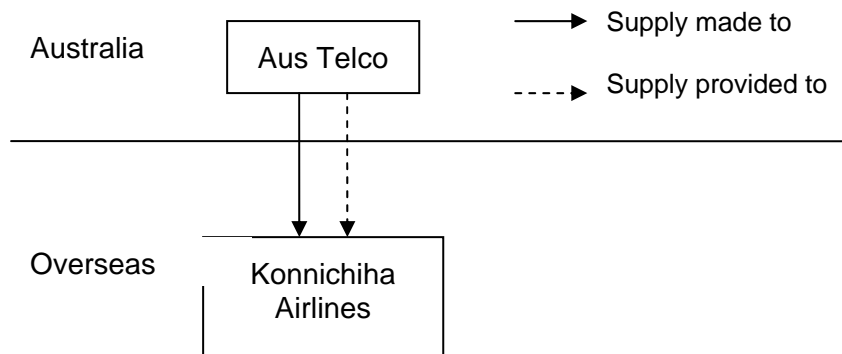 Australia
Aus Telco
Supply made to
Supply provided to
Overseas
Konnichiha
Airlines